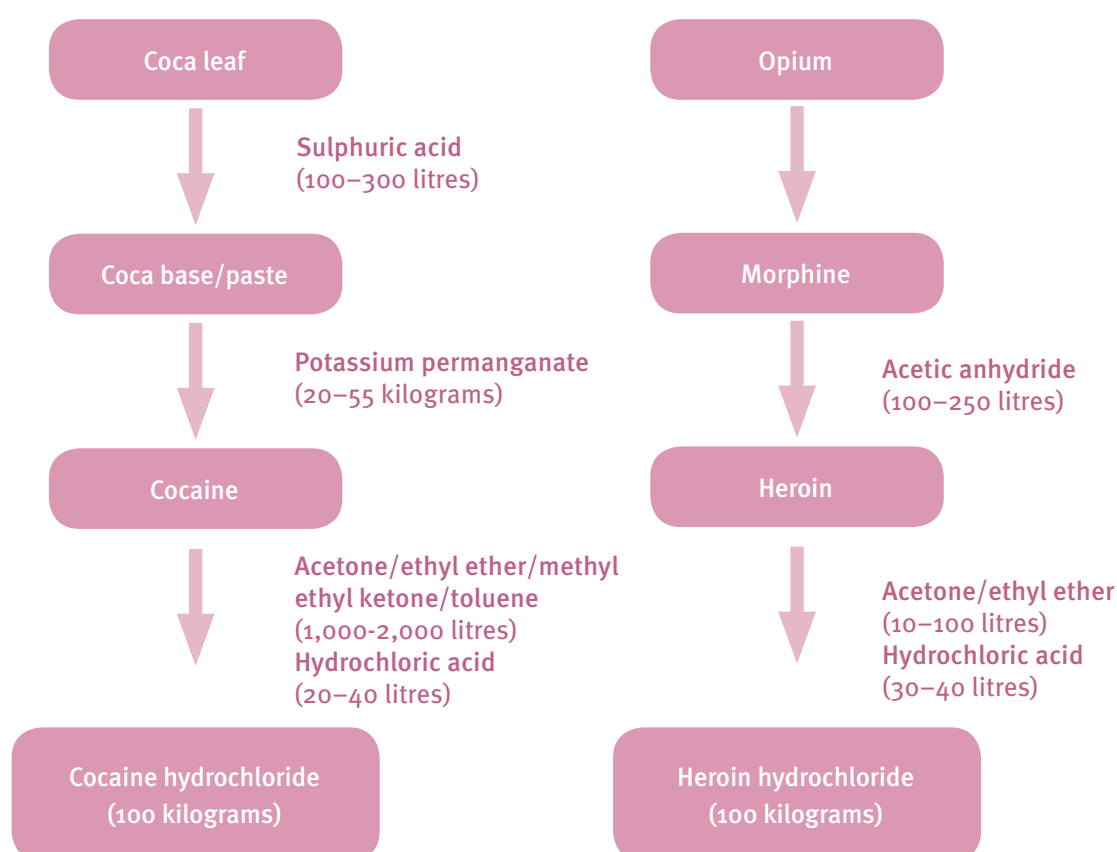 Coca leaf
Sulphuric acid
(100–300 litres)
Coca base/paste
Potassium permanganate
(20–55 kilograms)
Cocaine
Acetone/ethyl ether/methyl
ethyl ketone/toluene
(1,000-2,000 litres)
Hydrochloric acid
(20–40 litres)
Cocaine hydrochloride
(100 kilograms)
Opium
Morphine
Acetic anhydride
(100–250 litres)
Heroin
Acetone/ethyl ether
(10–100 litres)
Hydrochloric acid
(30–40 litres)
Heroin hydrochloride
(100 kilograms)